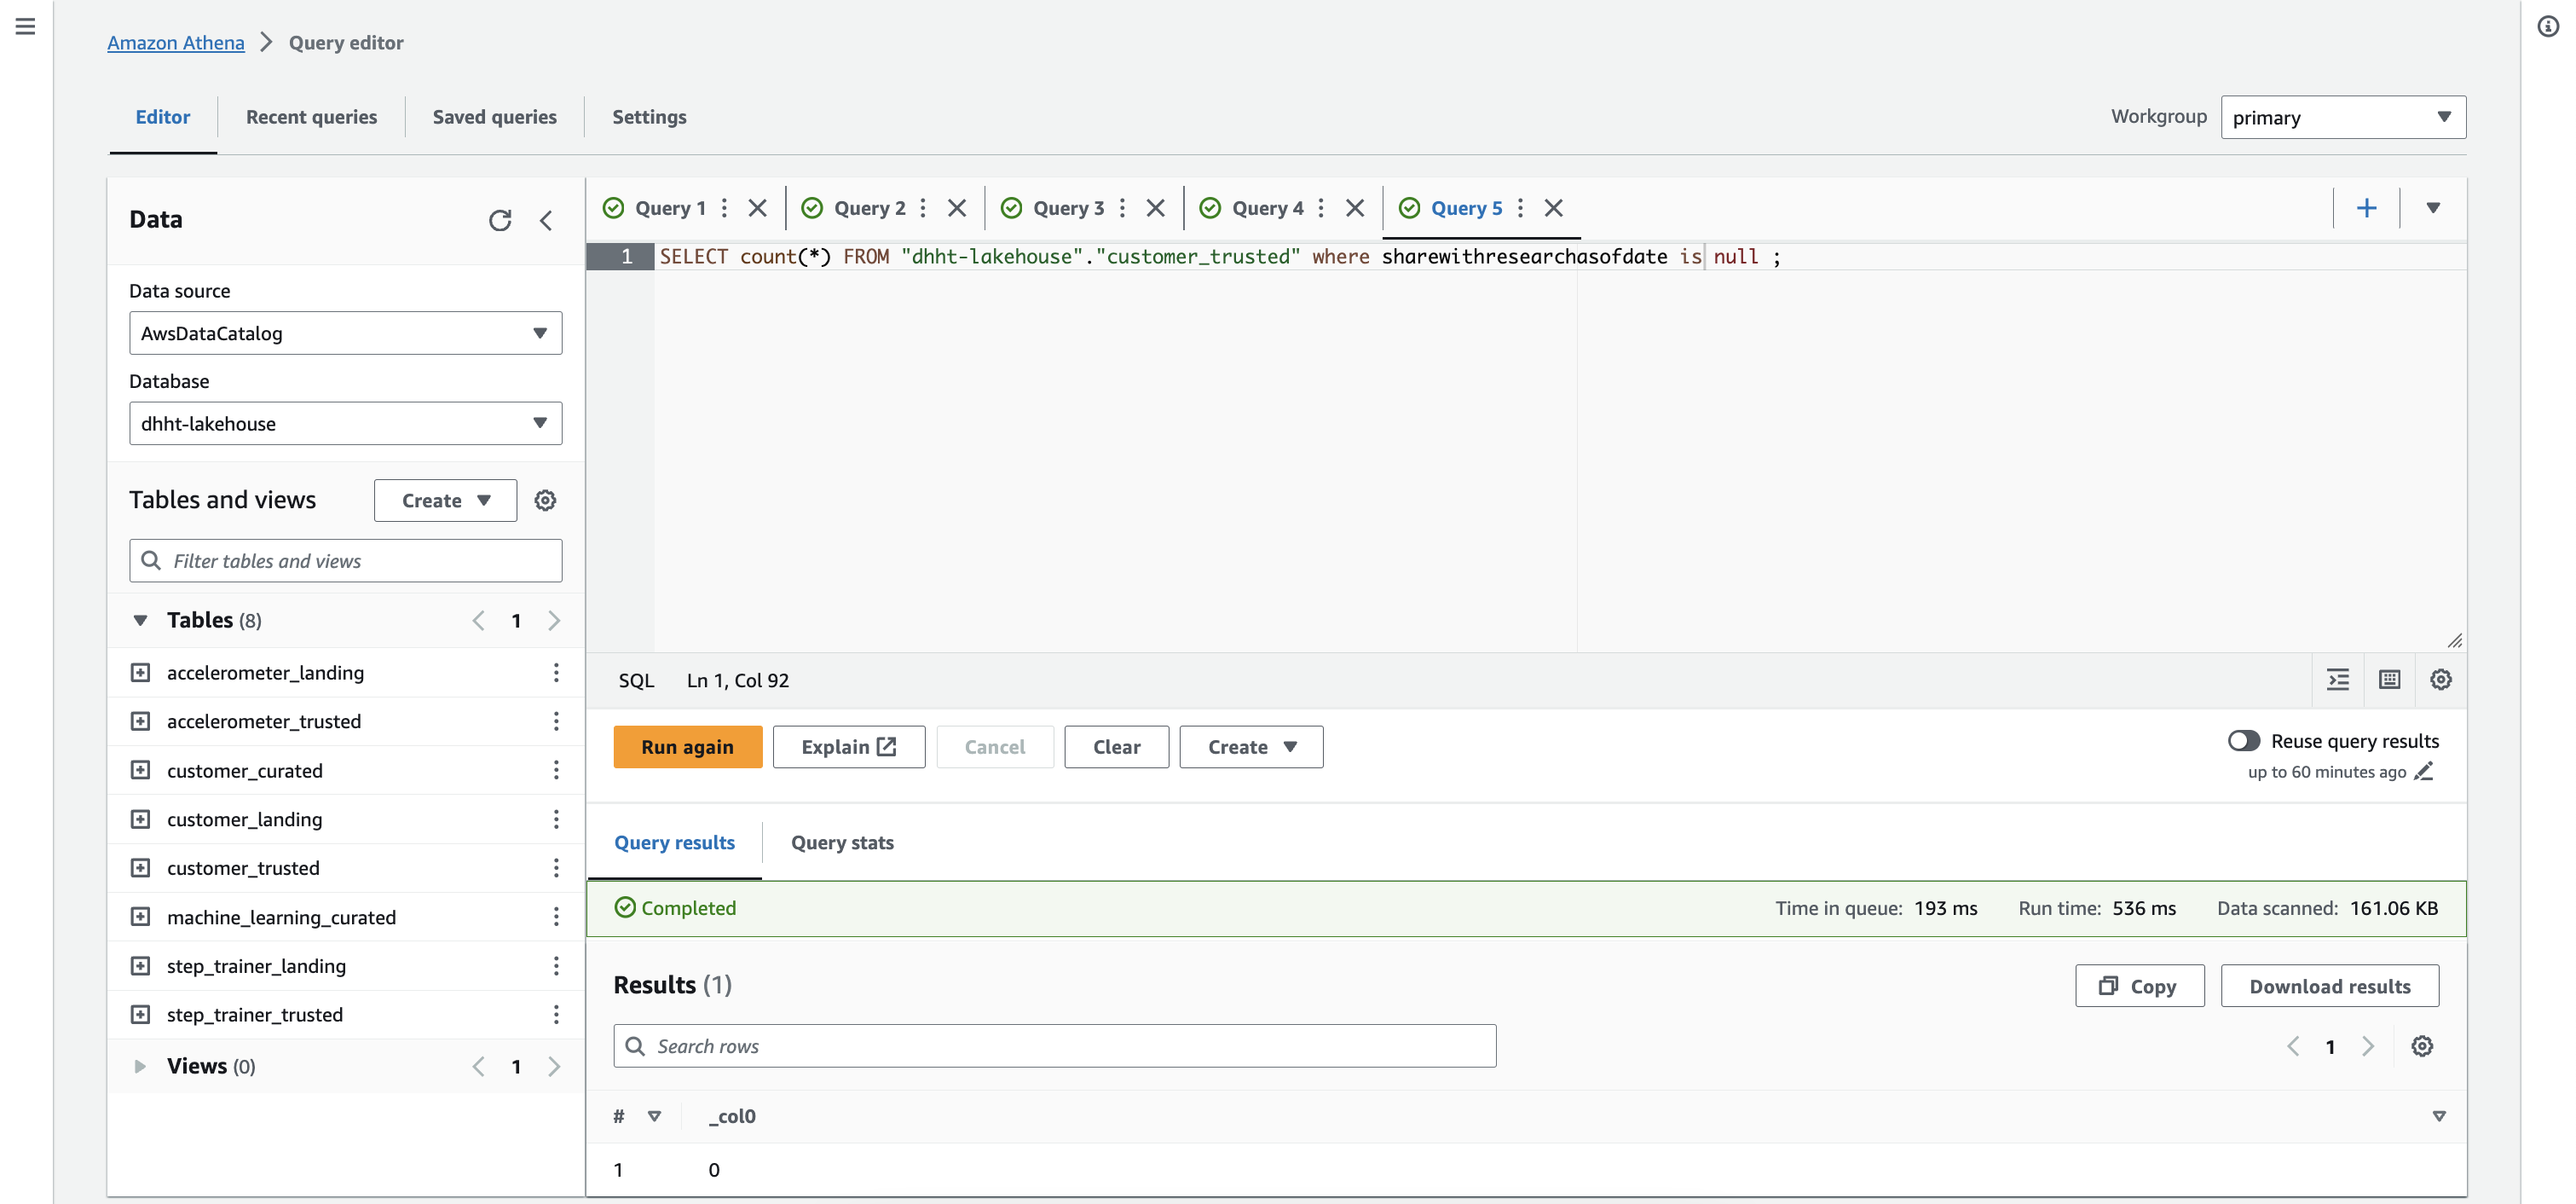 Amazon Athena > Query editor
Editor Recent queries Saved queries Settings
Workgroup primary
Data
Data source
AwsDataCatalog
Database
dhht-lakehouse
Tables and views Create
Filter tables and views
Tables (8) 1
accelerometer_landing
accelerometer_trusted
customer_curated
customer_landing
customer_trusted
machine_learning_curated
step_trainer_landing
step_trainer_trusted
Views (0) 1
Query 1 Query 2 Query 3 Query 4 Query 5
1 SELECT count(*) FROM "dhht-lakehouse"."customer_trusted" where sharewithresearchasofdate is null ;
SQL Ln 1, Col 92
Run again Explain Cancel Clear Create
Reuse query results
up to 60 minutes ago
Query results Query stats
Completed Time in queue: 193 ms Run time: 536 ms Data scanned: 161.06 KB
Results (1) Copy Download results
Search rows 1
# _col0
1 0